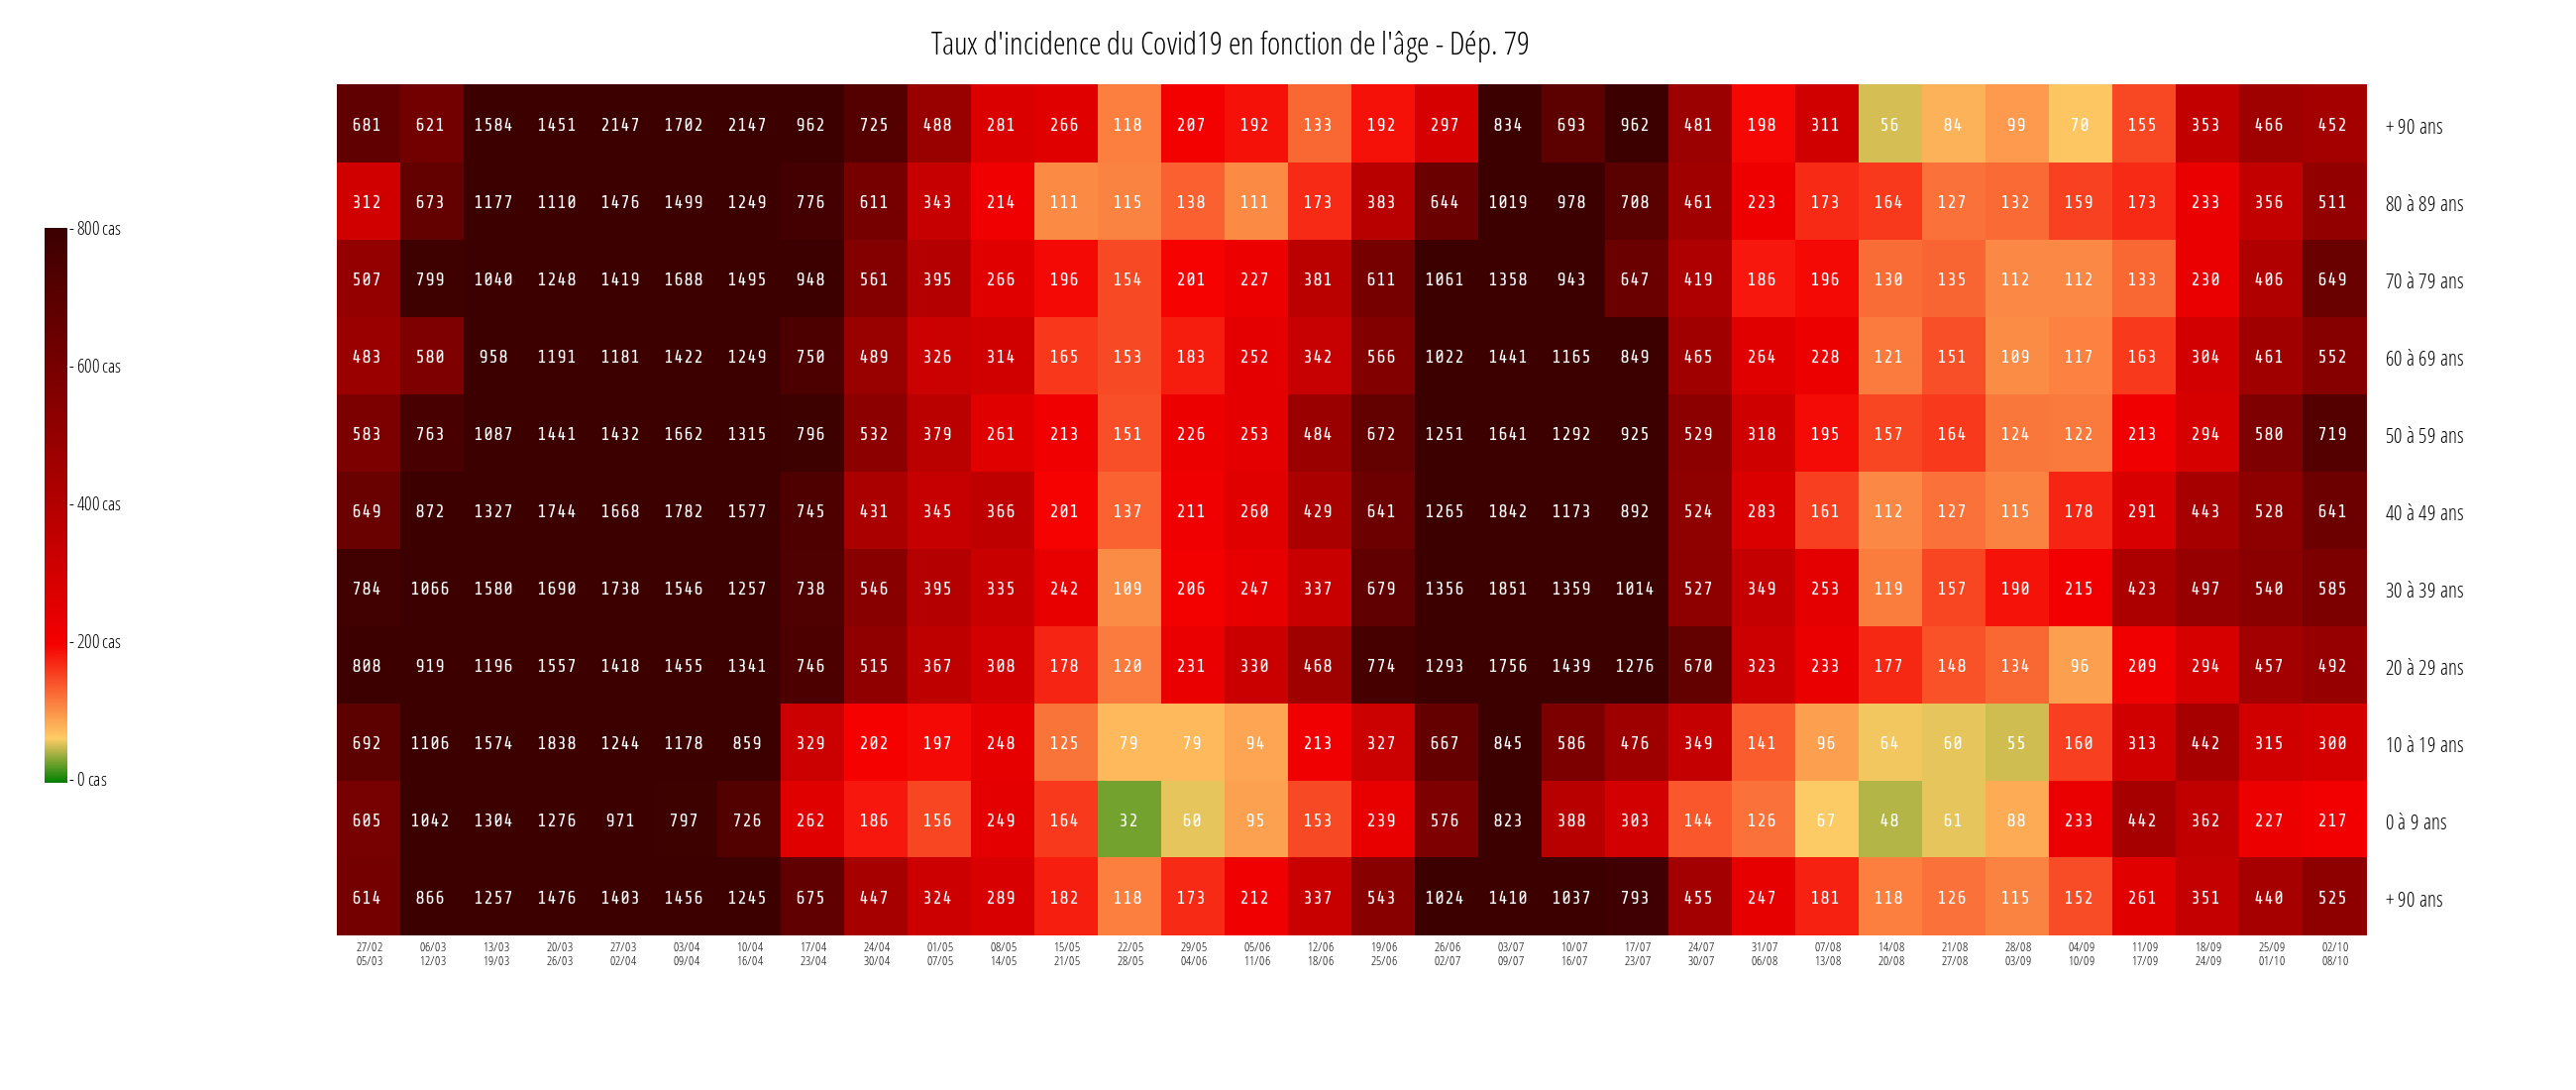 Taux d'incidence du Covid19 en fonction de l'âge - Dép. 79
681 621 1584 1451 2147 1702 2147 962 725 488 281 266 118 207 192 133 192 297 834 693 962 481 198 311 56 84 99 70 155 353 466 452 + 90 ans
312 673 1177 1110 1476 1499 1249 776 611 343 214 111 115 138 111 173 383 644 1019 978 708 461 223 173 164 127 132 159 173 233 356 511 80 à 89 ans
- 800 cas
507 799 1040 1248 1419 1688 1495 948 561 395 266 196 154 201 227 381 611 1061 1358 943 647 419 186 196 130 135 112 112 133 230 406 649 70 à 79 ans
483 580 958 1191 1181 1422 1249 750 489 326 314 165 153 183 252 342 566 1022 1441 1165 849 465 264 228 121 151 109 117 163 304 461 552 60 à 69 ans
- 600 cas
583 763 1087 1441 1432 1662 1315 796 532 379 261 213 151 226 253 484 672 1251 1641 1292 925 529 318 195 157 164 124 122 213 294 580 719 50 à 59 ans
- 400 cas
649 872 1327 1744 1668 1782 1577 745 431 345 366 201 137 211 260 429 641 1265 1842 1173 892 524 283 161 112 127 115 178 291 443 528 641 40 à 49 ans
784 1066 1580 1690 1738 1546 1257 738 546 395 335 242 109 206 247 337 679 1356 1851 1359 1014 527 349 253 119 157 190 215 423 497 540 585 30 à 39 ans
- 200 cas
808 919 1196 1557 1418 1455 1341 746 515 367 308 178 120 231 330 468 774 1293 1756 1439 1276 670 323 233 177 148 134 96 209 294 457 492 20 à 29 ans
692 1106 1574 1838 1244 1178 859 329 202 197 248 125 79 79 94 213 327 667 845 586 476 349 141 96 64 60 55 160 313 442 315 300 10 à 19 ans
- 0 cas
605 1042 1304 1276 971 797 726 262 186 156 249 164 32 60 95 153 239 576 823 388 303 144 126 67 48 61 88 233 442 362 227 217 0 à 9 ans
614 866 1257 1476 1403 1456 1245 675 447 324 289 182 118 173 212 337 543 1024 1410 1037 793 455 247 181 118 126 115 152 261 351 440 525 + 90 ans
27/02 06/03 13/03 20/03 27/03 03/04 10/04 17/04 24/04 01/05 08/05 15/05 22/05 29/05 05/06 12/06 19/06 26/06 03/07 10/07 17/07 24/07 31/07 07/08 14/08 21/08 28/08 04/09 11/09 18/09 25/09 02/10
05/03 12/03 19/03 26/03 02/04 09/04 16/04 23/04 30/04 07/05 14/05 21/05 28/05 04/06 11/06 18/06 25/06 02/07 09/07 16/07 23/07 30/07 06/08 13/08 20/08 27/08 03/09 10/09 17/09 24/09 01/10 08/10